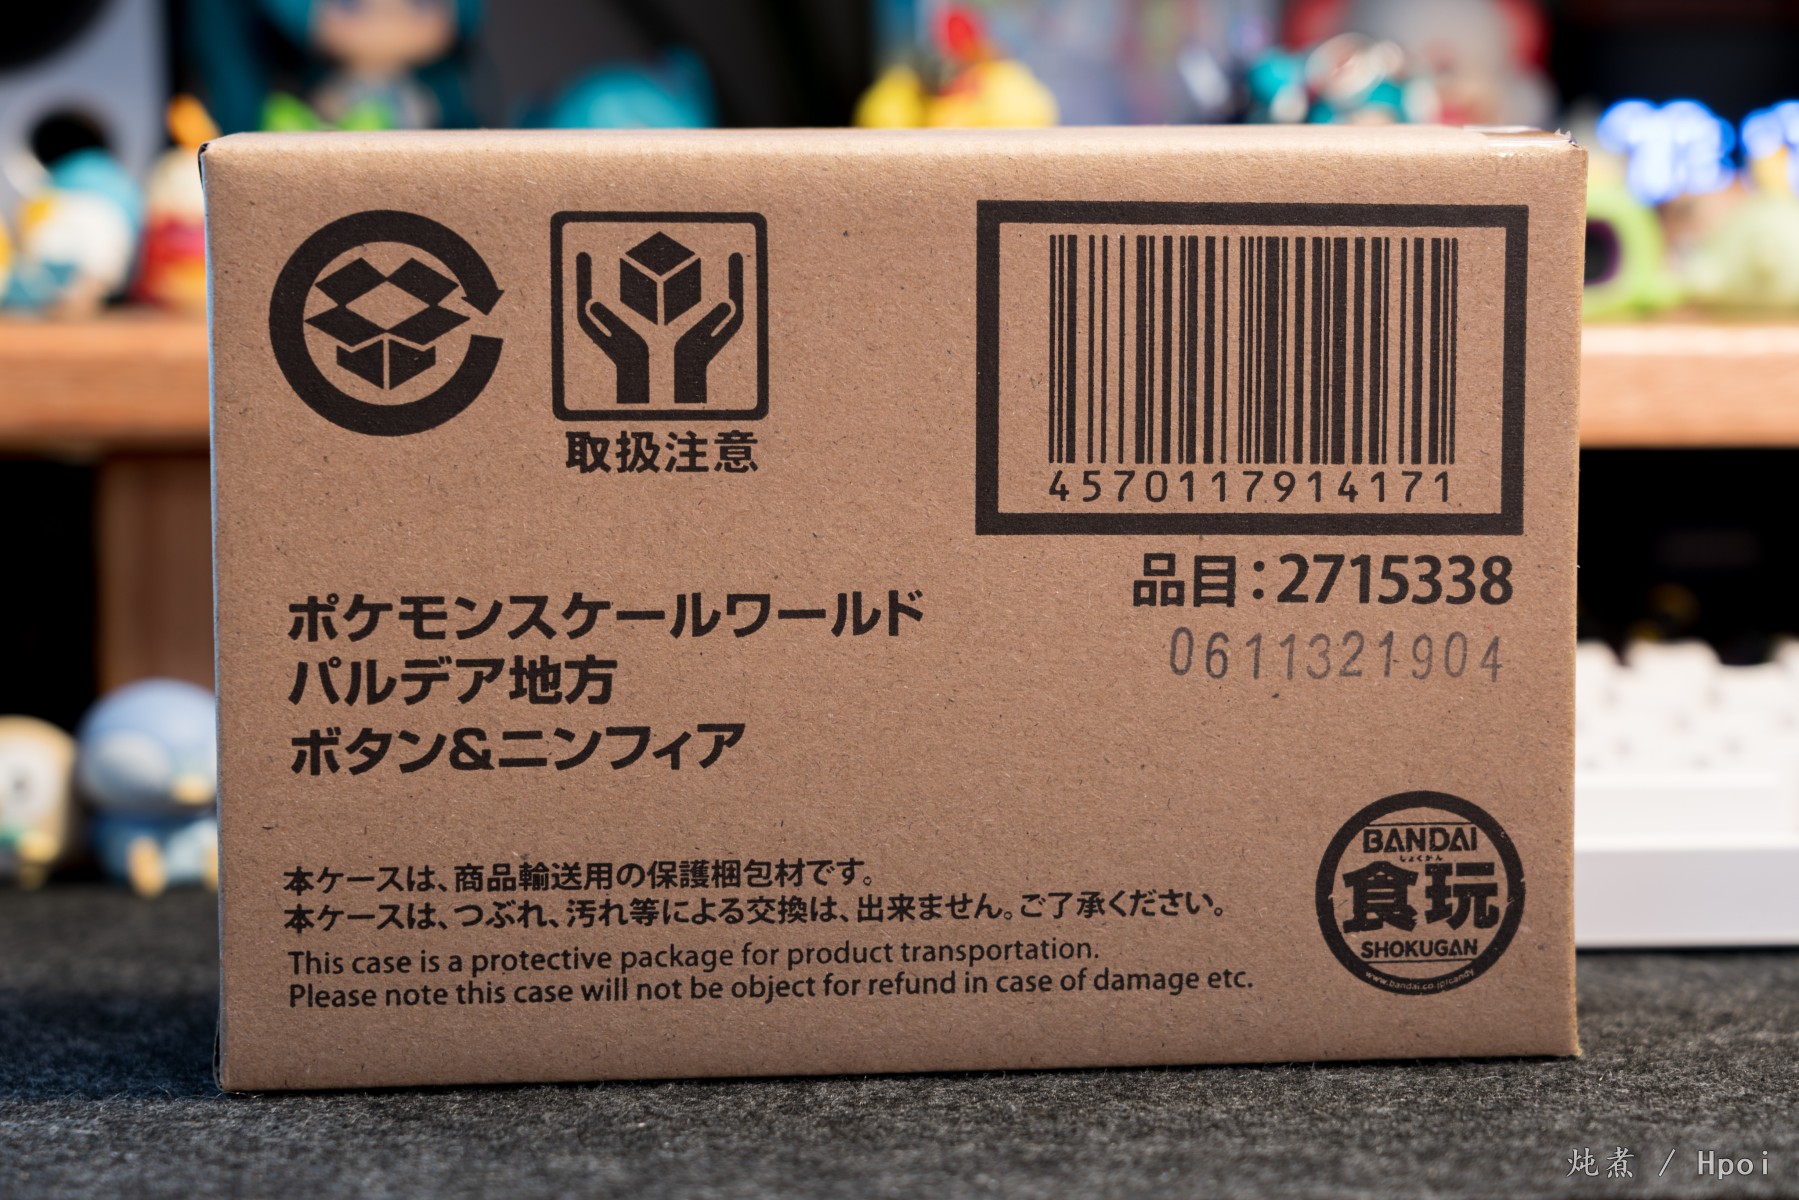 取扱注意
4570117914171
品目:2715338
0611321904
ポケモンスケールワールド
パルデア地方
ボタン&ニンフィア
本ケースは、商品輸送用の保護梱包材です。
本ケースは、つぶれ、汚れ等による交換は、出来ません。ご了承ください。
This case is a protective package for product transportation.
Please note this case will not be object for refund in case of damage etc.
BANDAI
しょくがん
食玩
SHOKUGAN
www.bandai.co.jp/candy
炖煮 / Hpoi